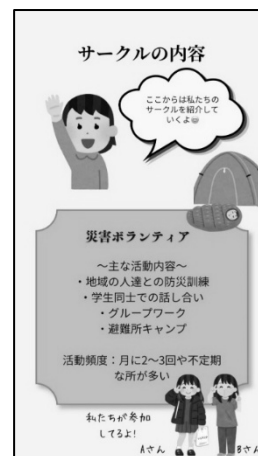 サークルの内容
ここからは私たちの
サークルを紹介して
いくよ😊
災害ボランティア
～主な活動内容～
・地域の人達との防災訓練
・学生同士での話し合い
・グループワーク
・避難所キャンプ
活動頻度：月に2～3回や不定期
な所が多い
私たちが参加
してるよ!
Aさん
Bさん